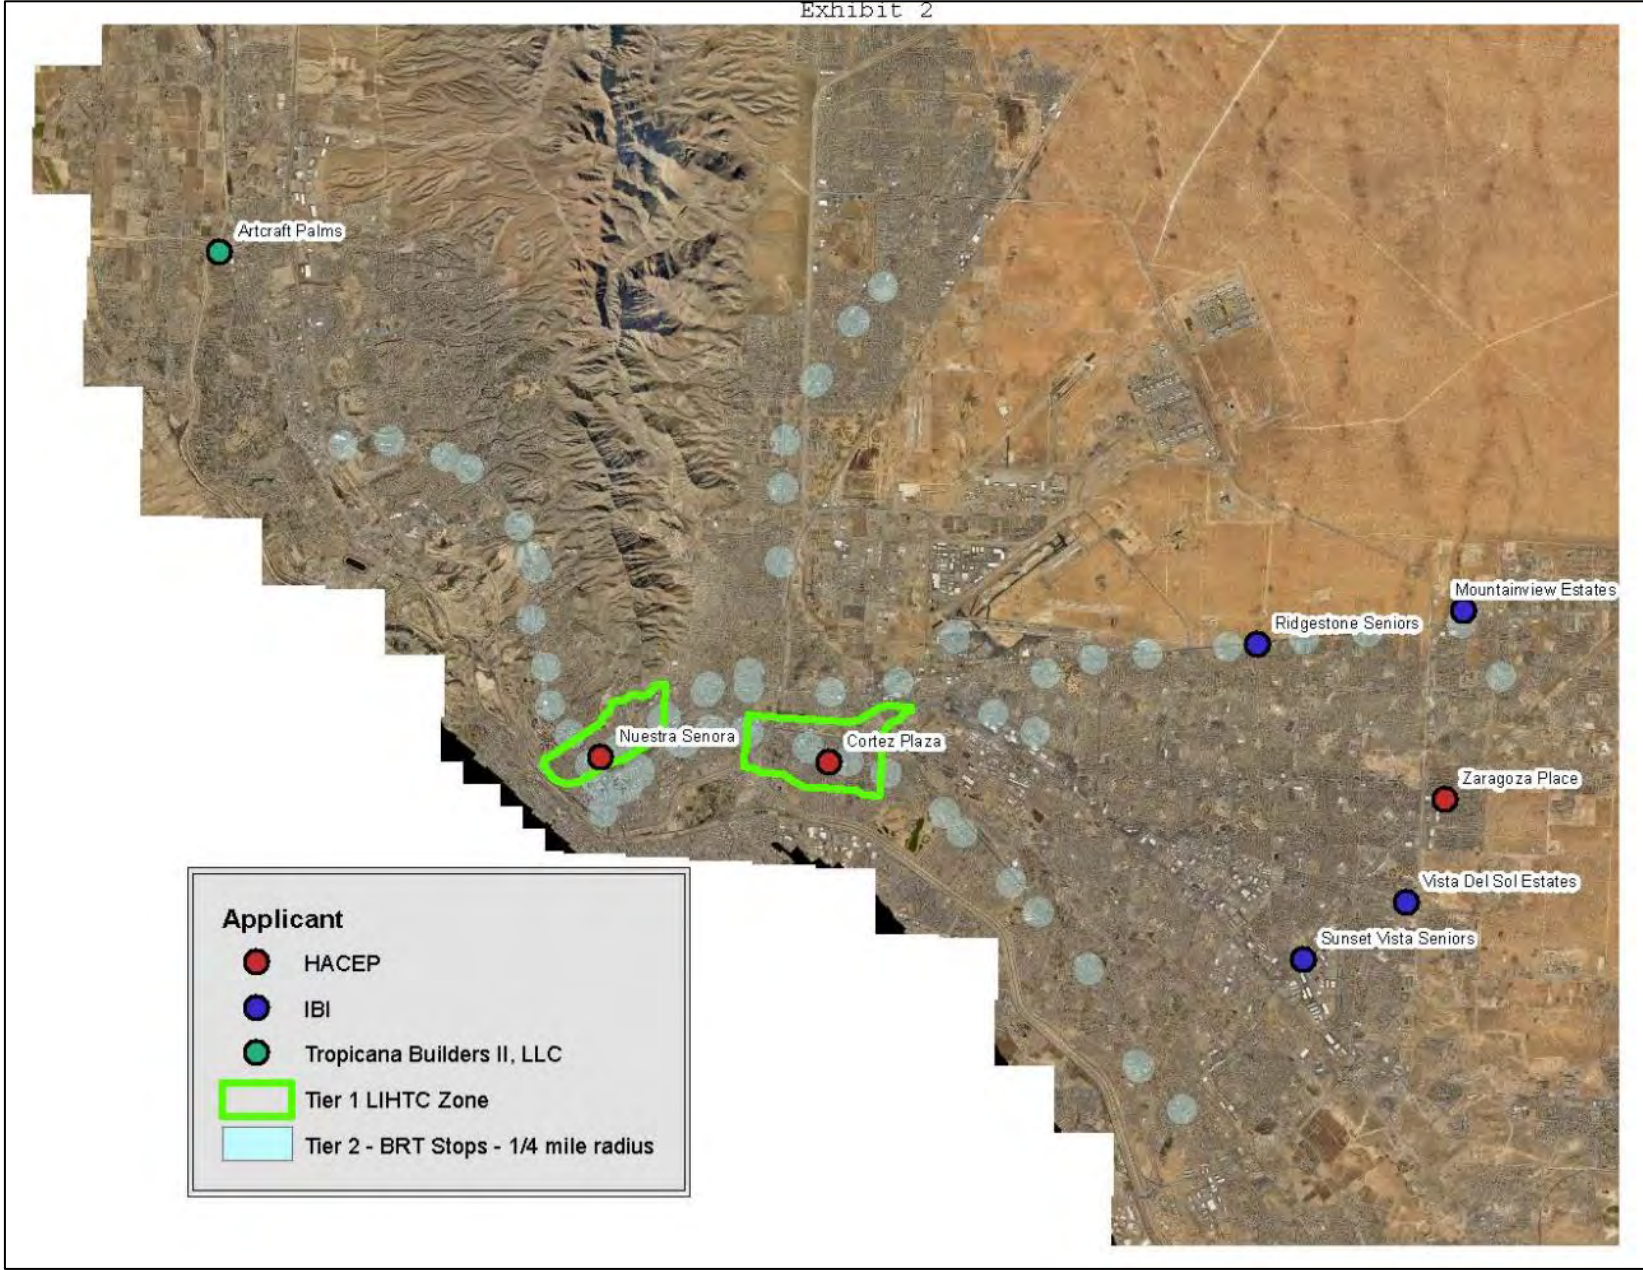 Exhibit 2
Artcraft Palms
Mountainview Estates
Ridgestone Seniors
Nuestra Senora
Cortez Plaza
Zaragoza Place
Vista Del Sol Estates
Sunset Vista Seniors
Applicant
HACEP
IBI
Tropicana Builders II, LLC
Tier 1 LIHTC Zone
Tier 2 - BRT Stops - 1/4 mile radius